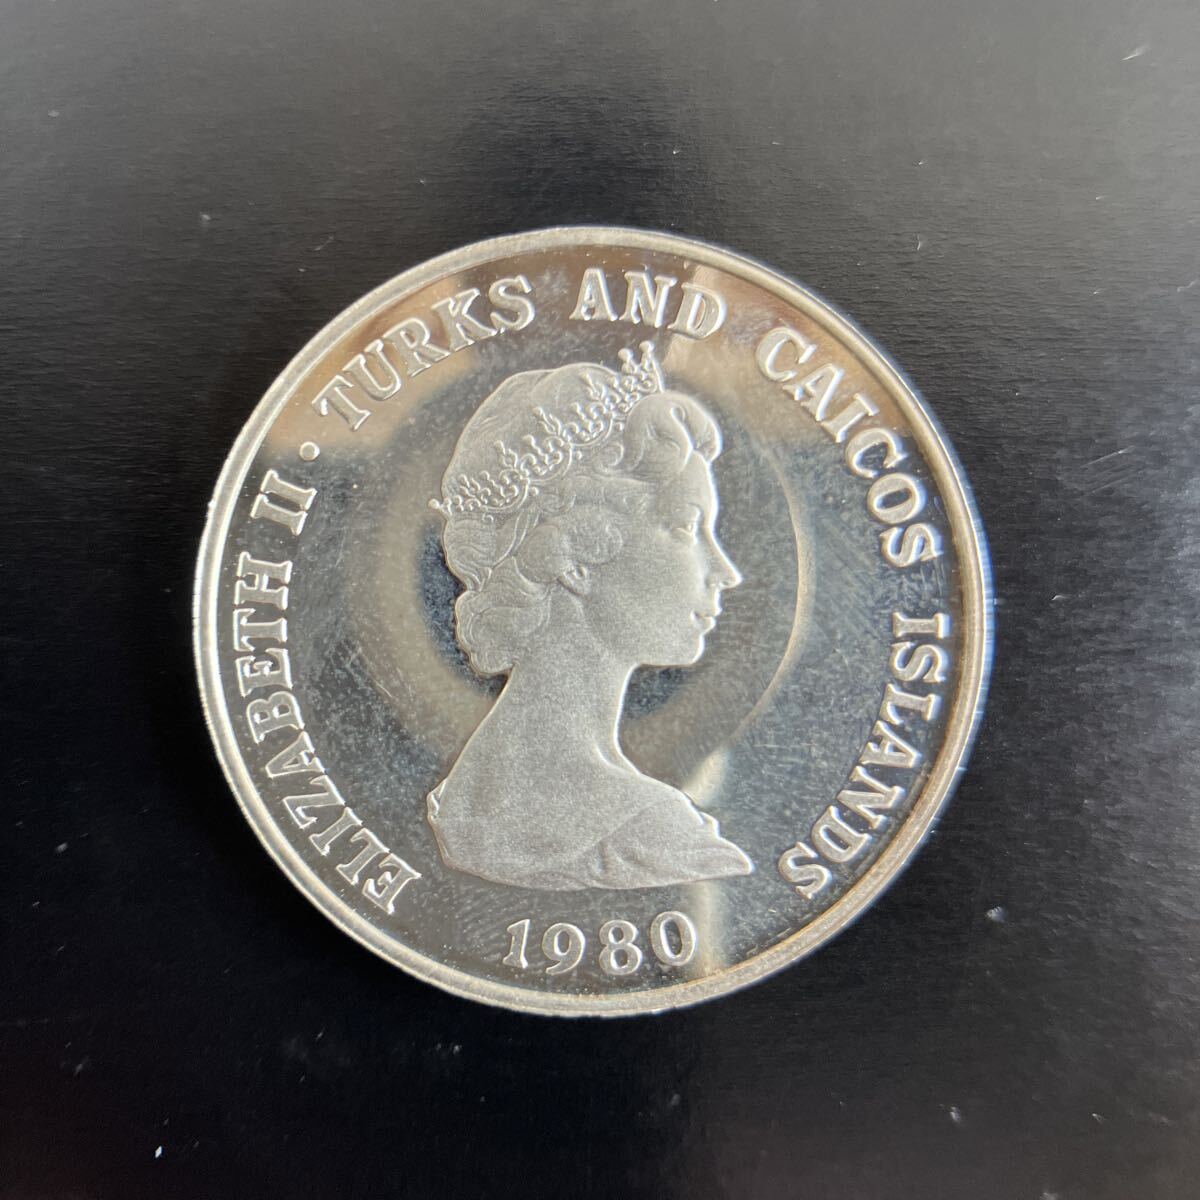 ELIZABETH II · TURKS AND CAICOS ISLANDS
1980